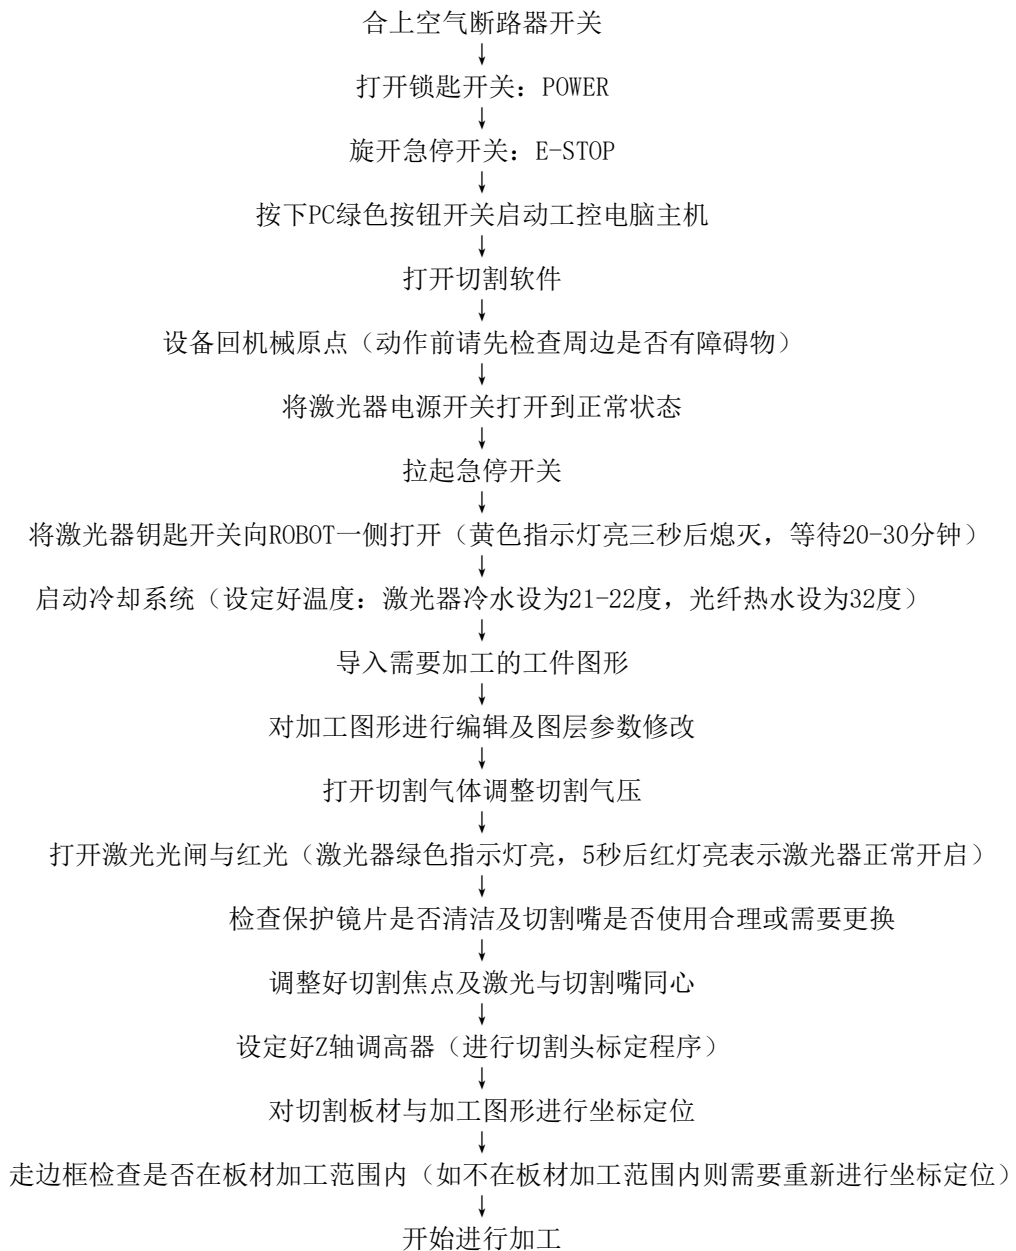 合上空气断路器开关
↓
打开锁匙开关：POWER
↓
旋开急停开关：E-STOP
↓
按下PC绿色按钮开关启动工控电脑主机
↓
打开切割软件
↓
设备回机械原点（动作前请先检查周边是否有障碍物）
↓
将激光器电源开关打开到正常状态
↓
拉起急停开关
↓
将激光器钥匙开关向ROBOT一侧打开（黄色指示灯亮三秒后熄灭，等待20-30分钟）
↓
启动冷却系统（设定好温度：激光器冷水设为21-22度，光纤热水设为32度）
↓
导入需要加工的工件图形
↓
对加工图形进行编辑及图层参数修改
↓
打开切割气体调整切割气压
↓
打开激光光闸与红光（激光器绿色指示灯亮，5秒后红灯亮表示激光器正常开启）
↓
检查保护镜片是否清洁及切割嘴是否使用合理或需要更换
↓
调整好切割焦点及激光与切割嘴同心
↓
设定好Z轴调高器（进行切割头标定程序）
↓
对切割板材与加工图形进行坐标定位
↓
走边框检查是否在板材加工范围内（如不在板材加工范围内则需要重新进行坐标定位）
↓
开始进行加工